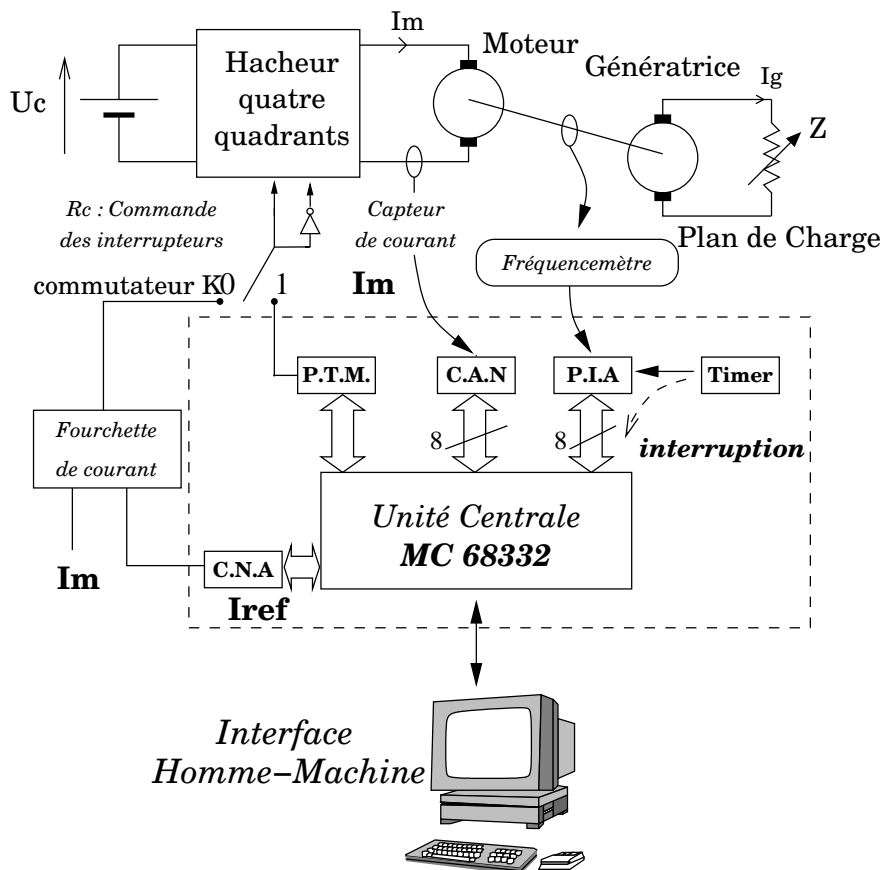 Im
Moteur
Génératrice
Ig
Uc
Hacheur
quatre
quadrants
Z
Rc : Commande
des interrupteurs
Capteur
de courant
Plan de Charge
Fréquencemètre
commutateur K0
1
Im
P.T.M.
C.A.N
P.I.A
Timer
Fourchette
de courant
8
8
interruption
Unité Centrale
MC 68332
Im
C.N.A
Iref
Interface
Homme–Machine